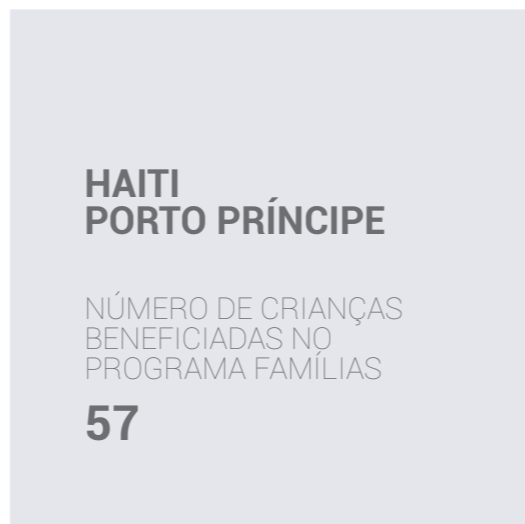 HAITI
PORTO PRÍNCIPE
NÚMERO DE CRIANÇAS
BENEFICIADAS NO
PROGRAMA FAMÍLIAS
57